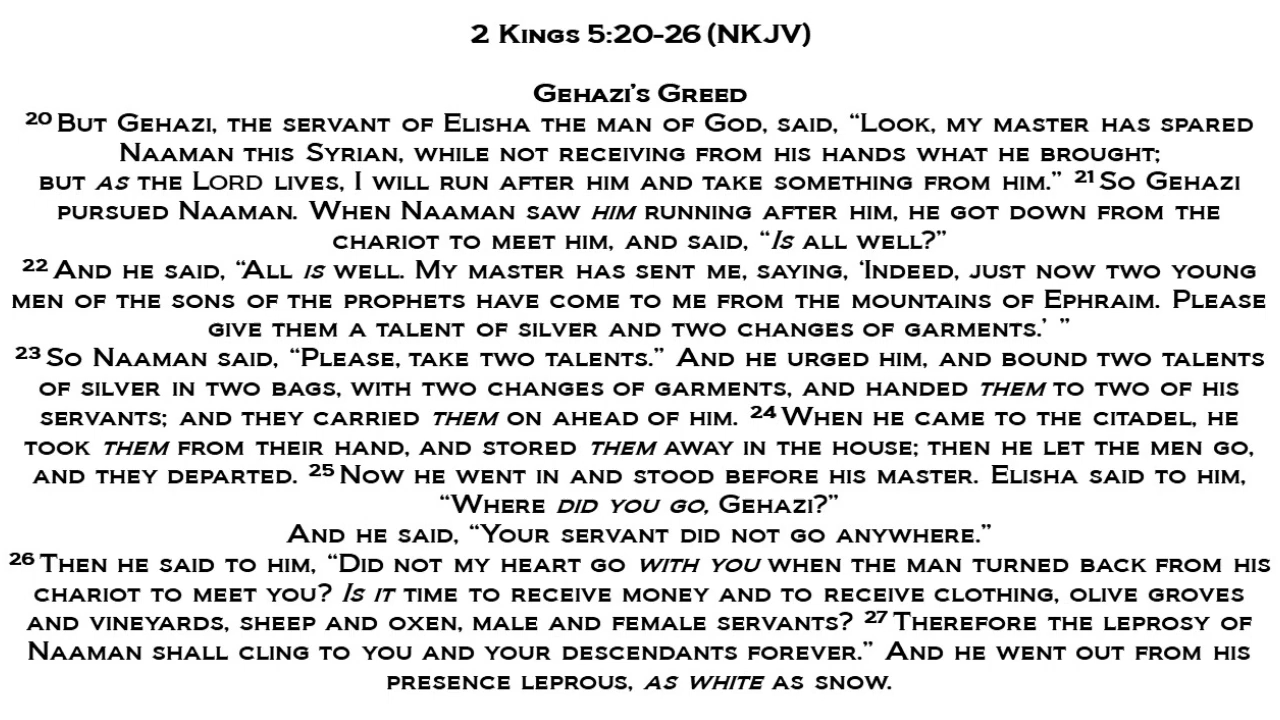 2 Kings 5:20-26 (NKJV)
Gehazi's Greed
20 But Gehazi, the servant of Elisha the man of God, said, “Look, my master has spared
Naaman this Syrian, while not receiving from his hands what he brought;
but as the Lord lives, I will run after him and take something from him.” 21 So Gehazi
pursued Naaman. When Naaman saw him running after him, he got down from the
chariot to meet him, and said, “Is all well?”
22 And he said, “All is well. My master has sent me, saying, ‘Indeed, just now two young
men of the sons of the prophets have come to me from the mountains of Ephraim. Please
give them a talent of silver and two changes of garments.’ ”
23 So Naaman said, “Please, take two talents.” And he urged him, and bound two talents
of silver in two bags, with two changes of garments, and handed them to two of his
servants; and they carried them on ahead of him. 24 When he came to the citadel, he
took them from their hand, and stored them away in the house; then he let the men go,
and they departed. 25 Now he went in and stood before his master. Elisha said to him,
“Where did you go, Gehazi?”
And he said, “Your servant did not go anywhere.”
26 Then he said to him, “Did not my heart go with you when the man turned back from his
chariot to meet you? Is it time to receive money and to receive clothing, olive groves
and vineyards, sheep and oxen, male and female servants? 27 Therefore the leprosy of
Naaman shall cling to you and your descendants forever.” And he went out from his
presence leprous, as white as snow.